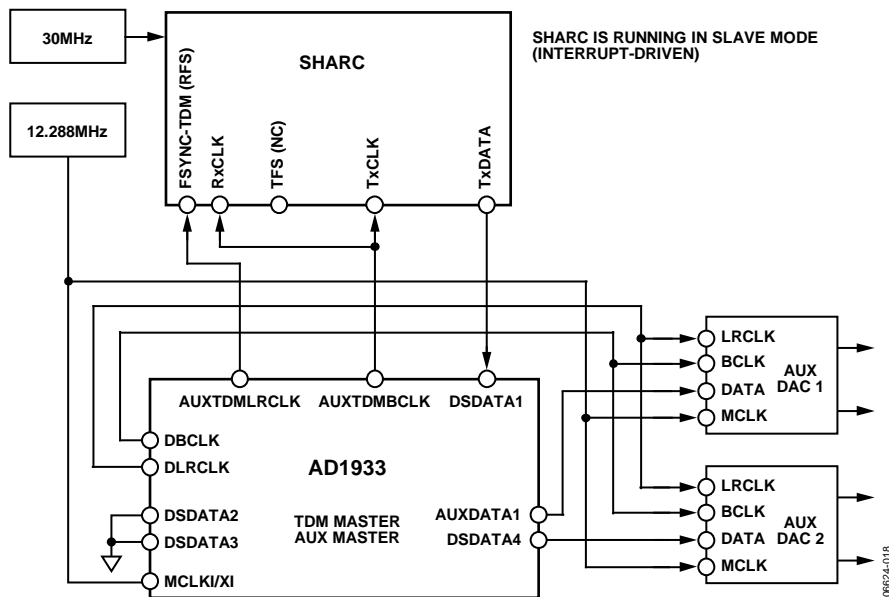 30MHz
12.288MHz
SHARC
SHARC IS RUNNING IN SLAVE MODE
(INTERRUPT-DRIVEN)
FSYNC-TDM (RFS)
RxCLK
TFS (NC)
TxCLK
TxDATA
AUXTDMLRCLK
AUXTDMBCLK
DSDATA1
DBCLK
DLRCLK
DSDATA2
DSDATA3
MCLKI/XI
AD1933
TDM MASTER
AUX MASTER
AUXDATA1
DSDATA4
LRCLK
BCLK
DATA
MCLK
AUX
DAC 1
LRCLK
BCLK
DATA
MCLK
AUX
DAC 2
06624-018